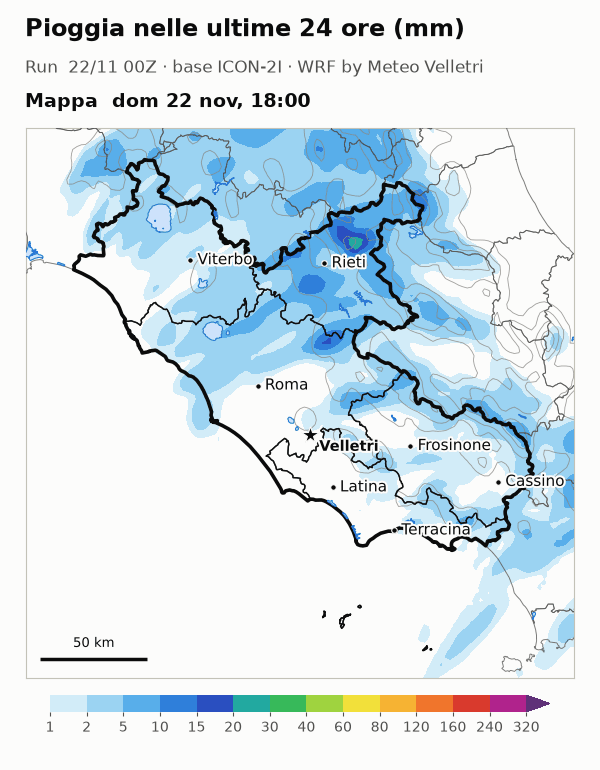 Pioggia nelle ultime 24 ore (mm)
Run  22/11 00Z · base ICON-2I · WRF by Meteo Velletri
Mappa  dom 22 nov, 18:00
Viterbo
Rieti
Roma
Velletri
Frosinone
Latina
Cassino
Terracina
50 km
1 2 5 10 15 20 30 40 60 80 120 160 240 320